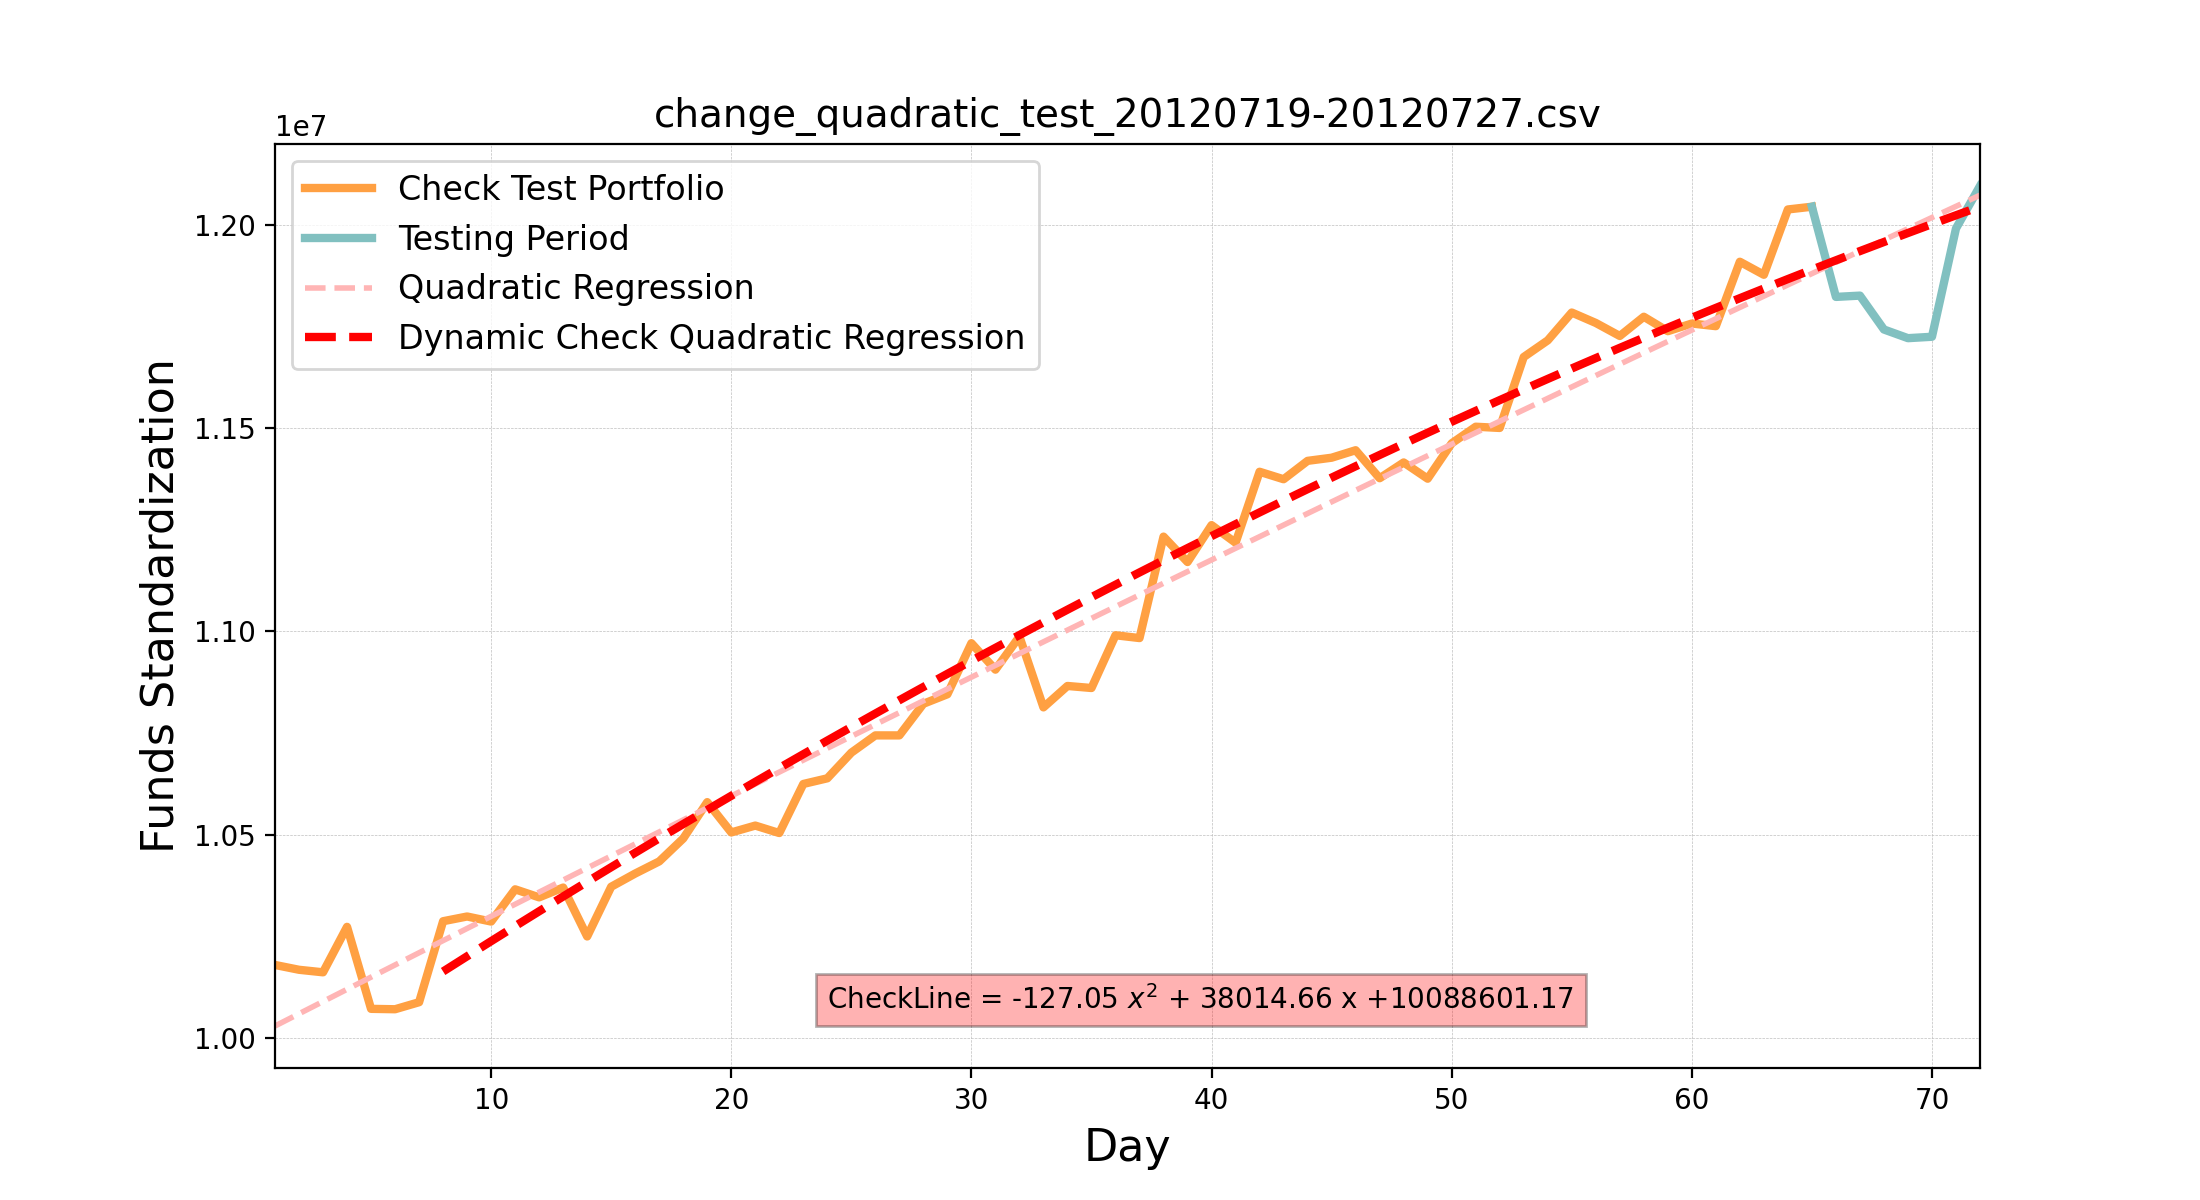 change_quadratic_test_20120719-20120727.csv
1e7
Check Test Portfolio
Testing Period
Quadratic Regression
Dynamic Check Quadratic Regression
Funds Standardization
1.20
1.15
1.10
1.05
1.00
CheckLine = -127.05 x² + 38014.66 x +10088601.17
10 20 30 40 50 60 70
Day